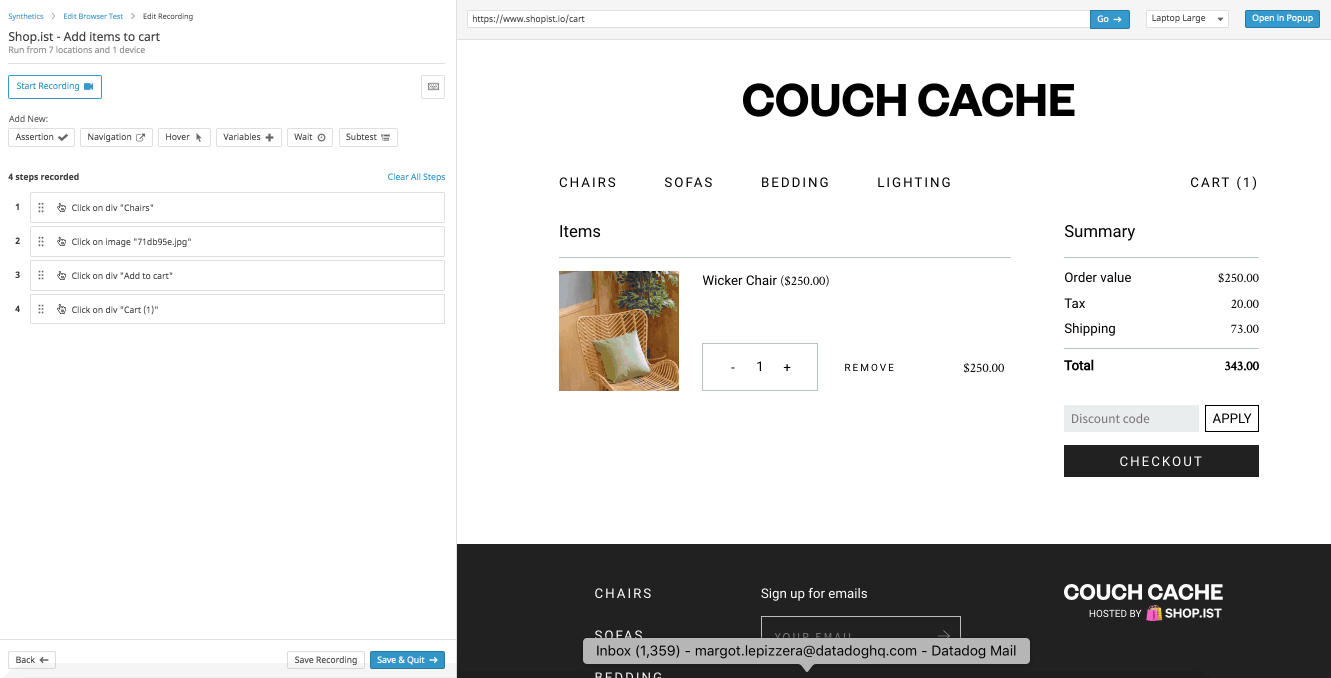 Synthetics > Edit Browser Test > Edit Recording
Shop.ist - Add items to cart
Run from 7 locations and 1 device
Start Recording
Add New:
Assertion
Navigation
Hover
Variables
Wait
Subtest
4 steps recorded
Clear All Steps
1 Click on div "Chairs"
2 Click on image "71db95e.jpg"
3 Click on div "Add to cart"
4 Click on div "Cart (1)"
Back
Save Recording
Save & Quit
https://www.shopist.io/cart
Go
Laptop Large
Open in Popup
COUCH CACHE
CHAIRS
SOFAS
BEDDING
LIGHTING
CART (1)
Items
Wicker Chair ($250.00)
- 1 +
REMOVE
$250.00
Summary
Order value $250.00
Tax 20.00
Shipping 73.00
Total 343.00
Discount code
APPLY
CHECKOUT
CHAIRS
SOFAS
BEDDING
Sign up for emails
YOUR EMAIL
COUCH CACHE
HOSTED BY SHOP.IST
Inbox (1,359) - margot.lepizzera@datadoghq.com - Datadog Mail